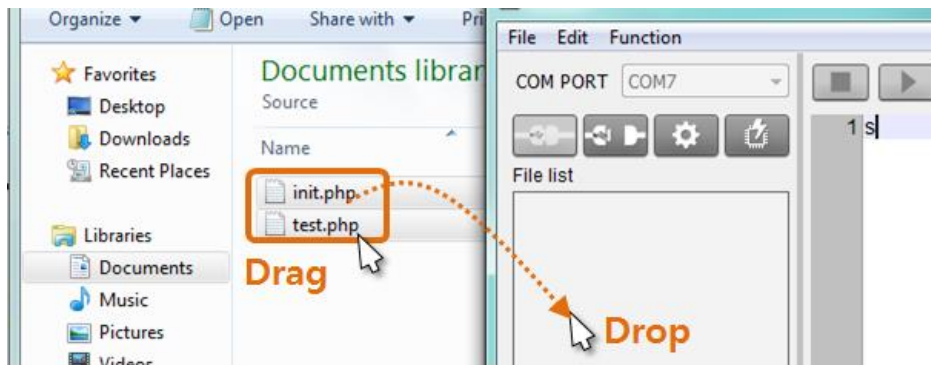 Organize Open Share with
File Edit Function
Favorites
Desktop
Downloads
Recent Places
Libraries
Documents
Music
Pictures
Videos
Documents
Source
Name
init.php
test.php
Drag
COM PORT COM7
File list
Drop
1 s